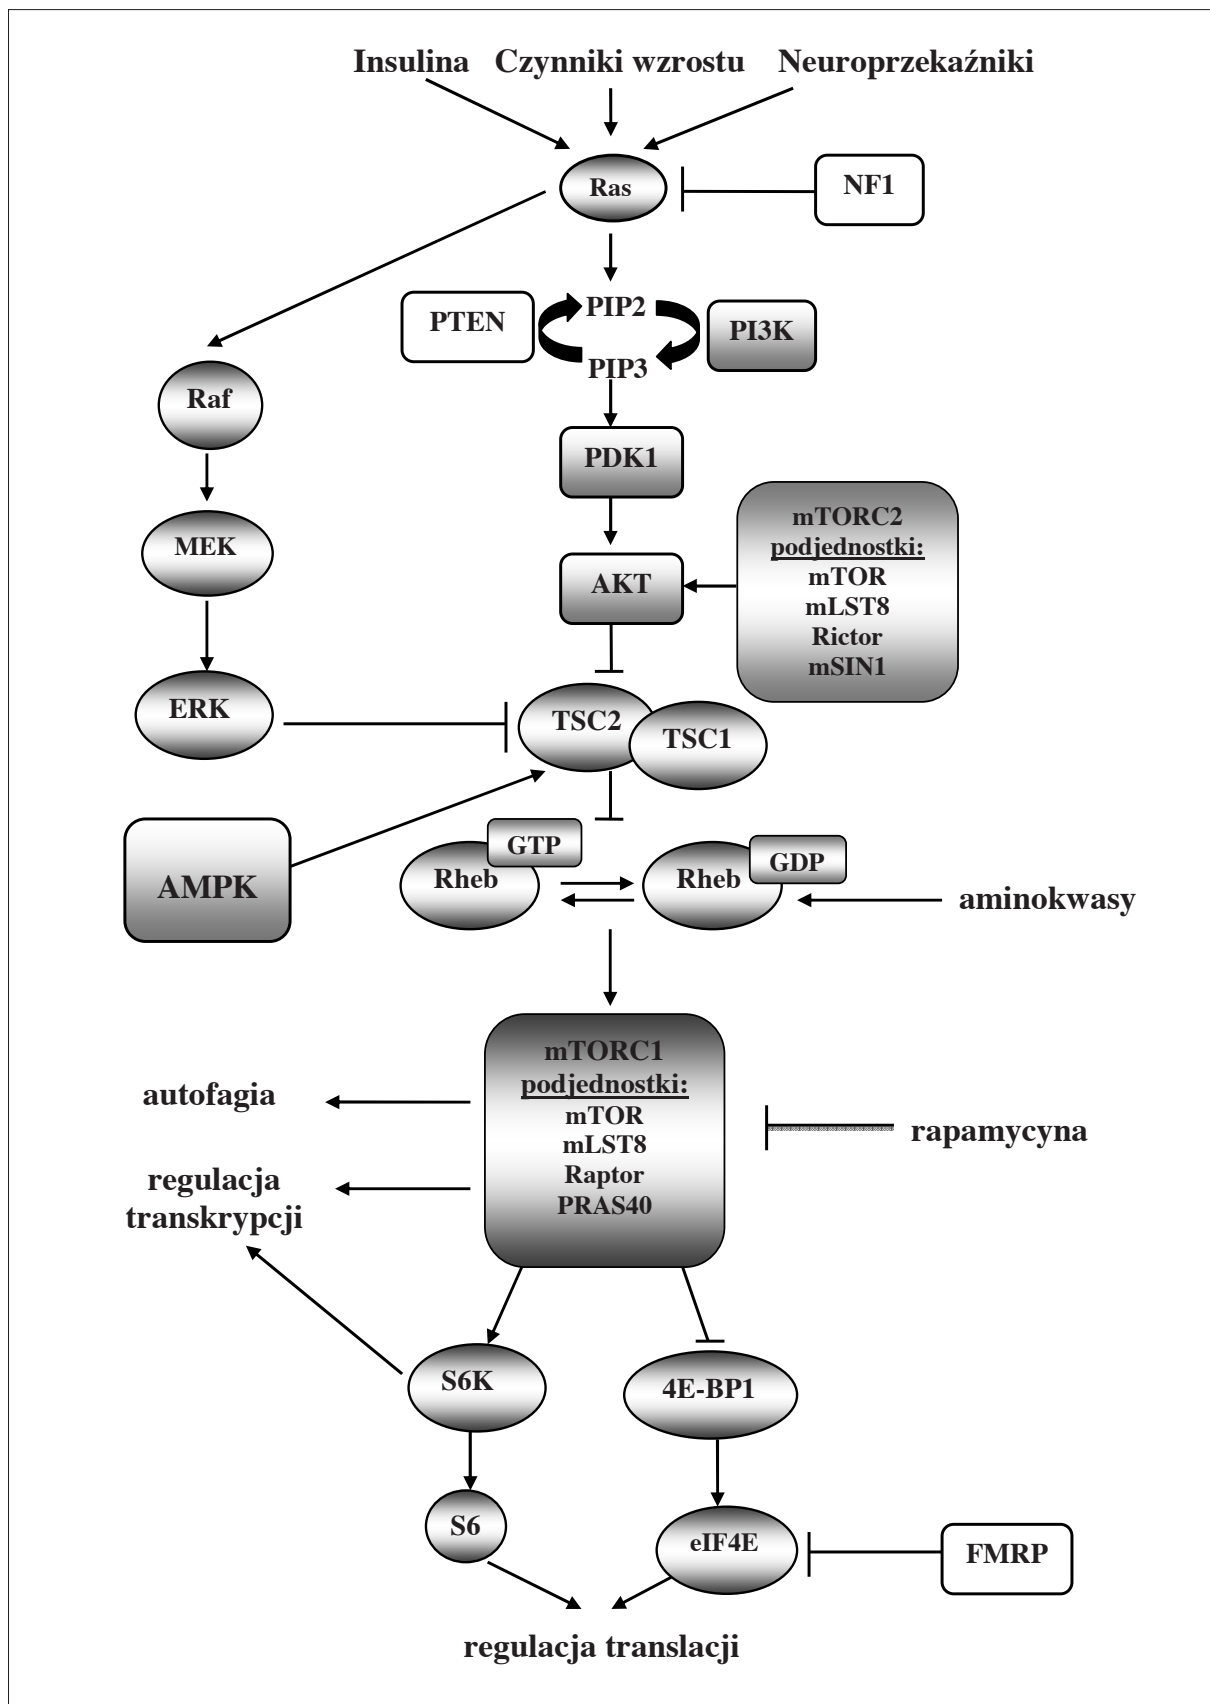 Insulina Czynniki wzrostu Neuroprzekaźniki
Ras
NF1
PTEN
PIP2
PI3K
PIP3
Raf
PDK1
MEK
AKT
mTORC2
podjednostki:
mTOR
mLST8
Rictor
mSIN1
ERK
TSC2
TSC1
AMPK
GTP
Rheb
GDP
Rheb
aminokwasy
mTORC1
podjednostki:
mTOR
mLST8
Raptor
PRAS40
autofagia
rapamycyna
regulacja
transkrypcji
S6K
4E-BP1
S6
eIF4E
FMRP
regulacja translacji